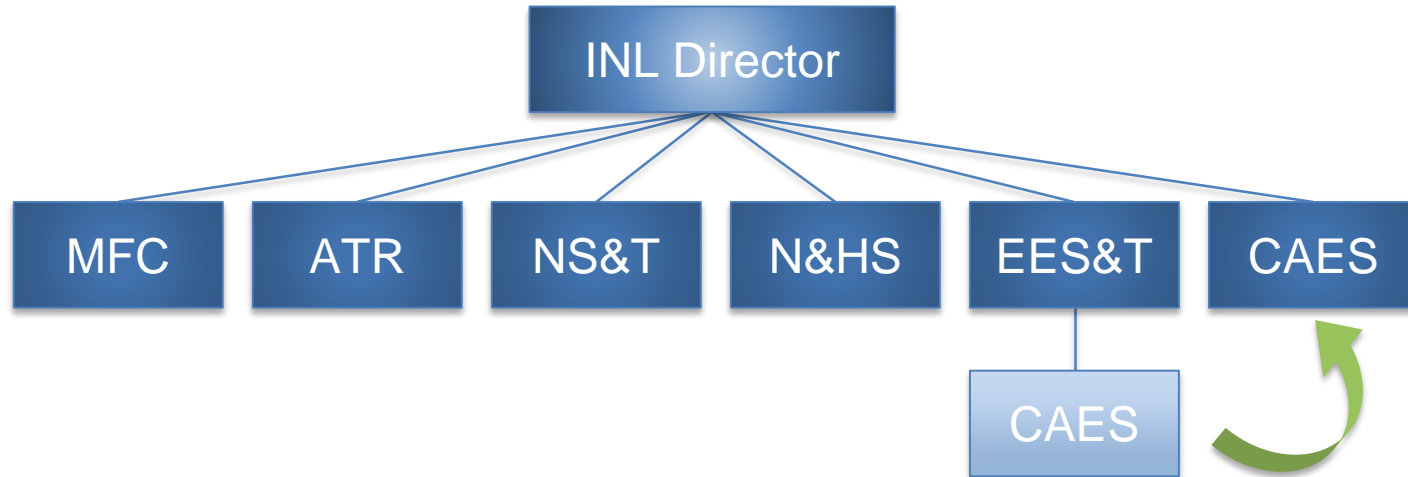 INL Director
MFC
ATR
NS&T
N&HS
EES&T
CAES
CAES